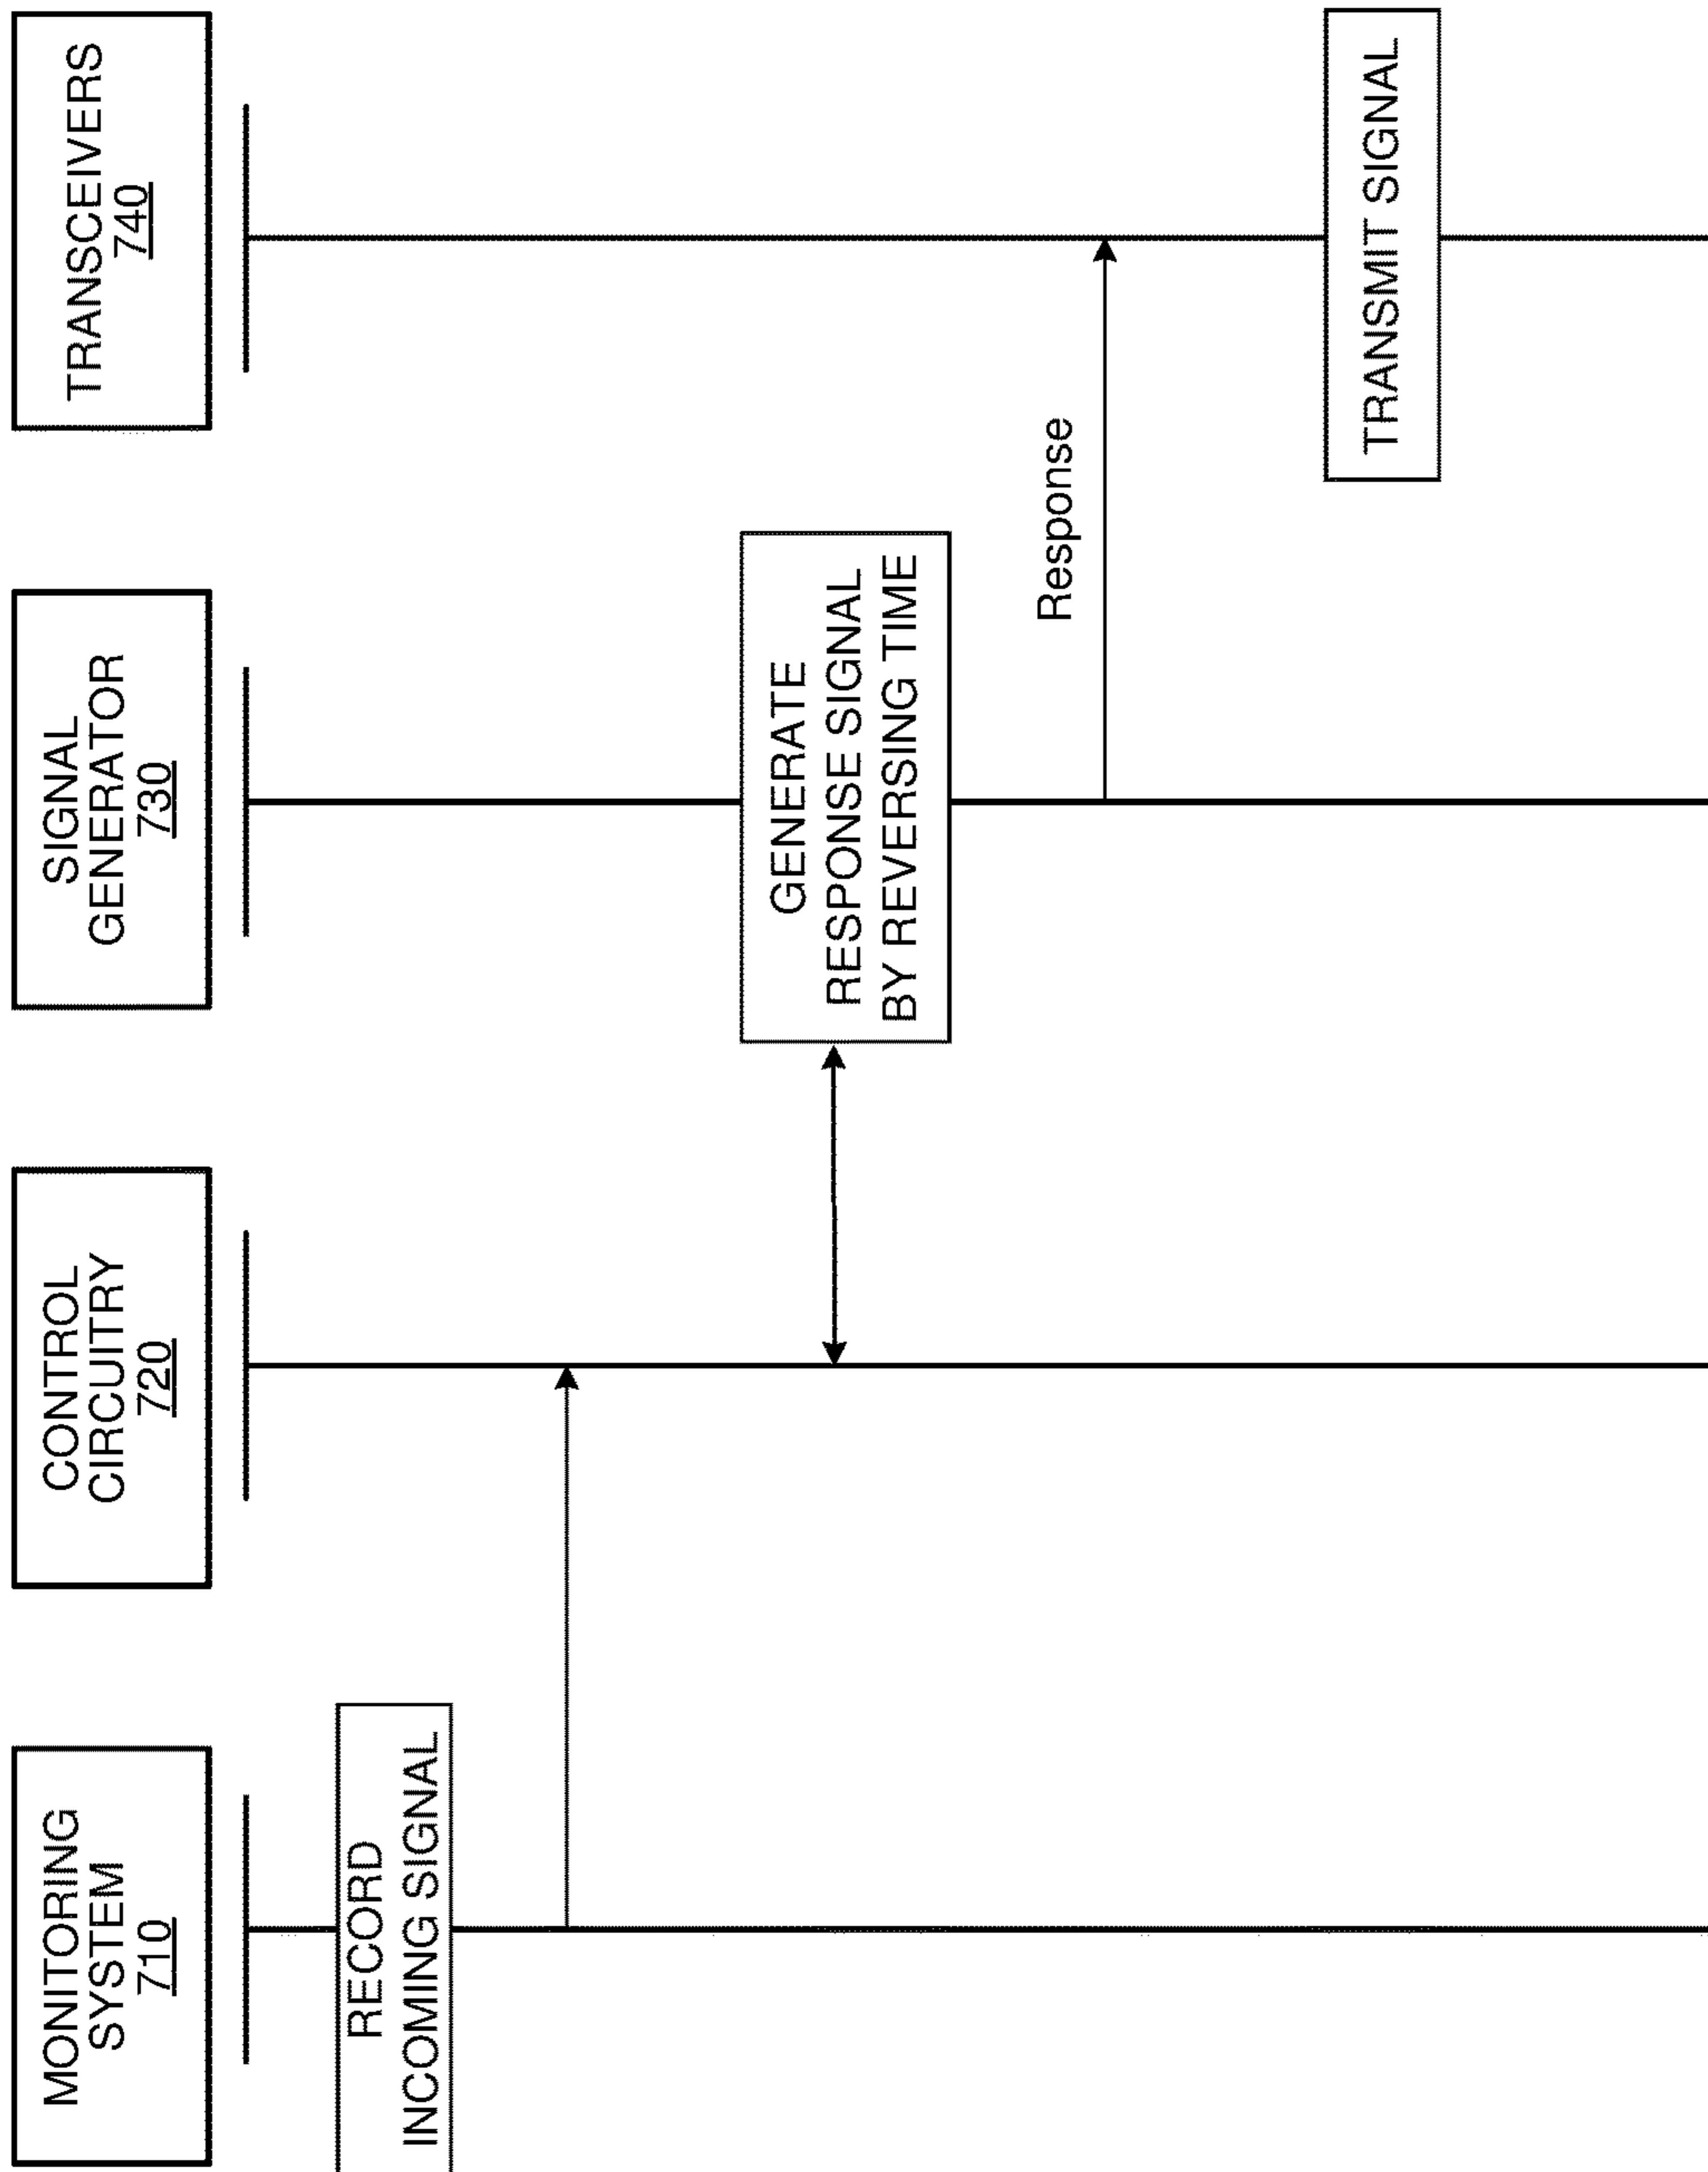 MONITORING
SYSTEM
710
CONTROL
CIRCUITRY
720
SIGNAL
GENERATOR
730
TRANSCEIVERS
740
RECORD
INCOMING SIGNAL
GENERATE
RESPONSE SIGNAL
BY REVERSING TIME
Response
TRANSMIT SIGNAL